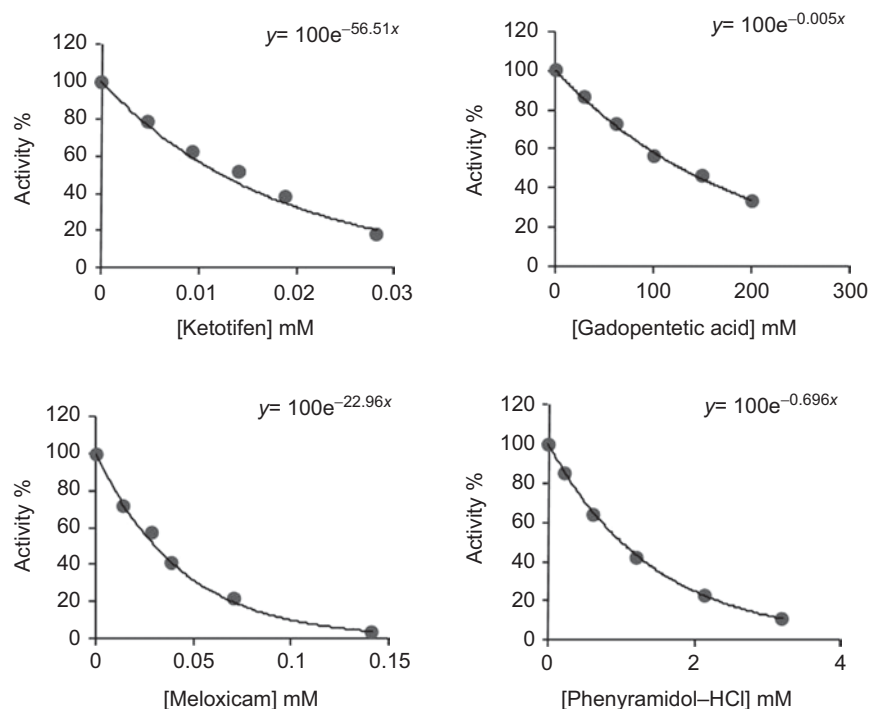 y= 100e^−56.51x
Activity %
120
100
80
60
40
20
0
0 0.01 0.02 0.03
[Ketotifen] mM
y= 100e^−0.005x
Activity %
120
100
80
60
40
20
0
0 100 200 300
[Gadopentetic acid] mM
y= 100e^−22.96x
Activity %
120
100
80
60
40
20
0
0 0.05 0.1 0.15
[Meloxicam] mM
y= 100e^−0.696x
Activity %
120
100
80
60
40
20
0
0 2 4
[Phenyramidol–HCl] mM